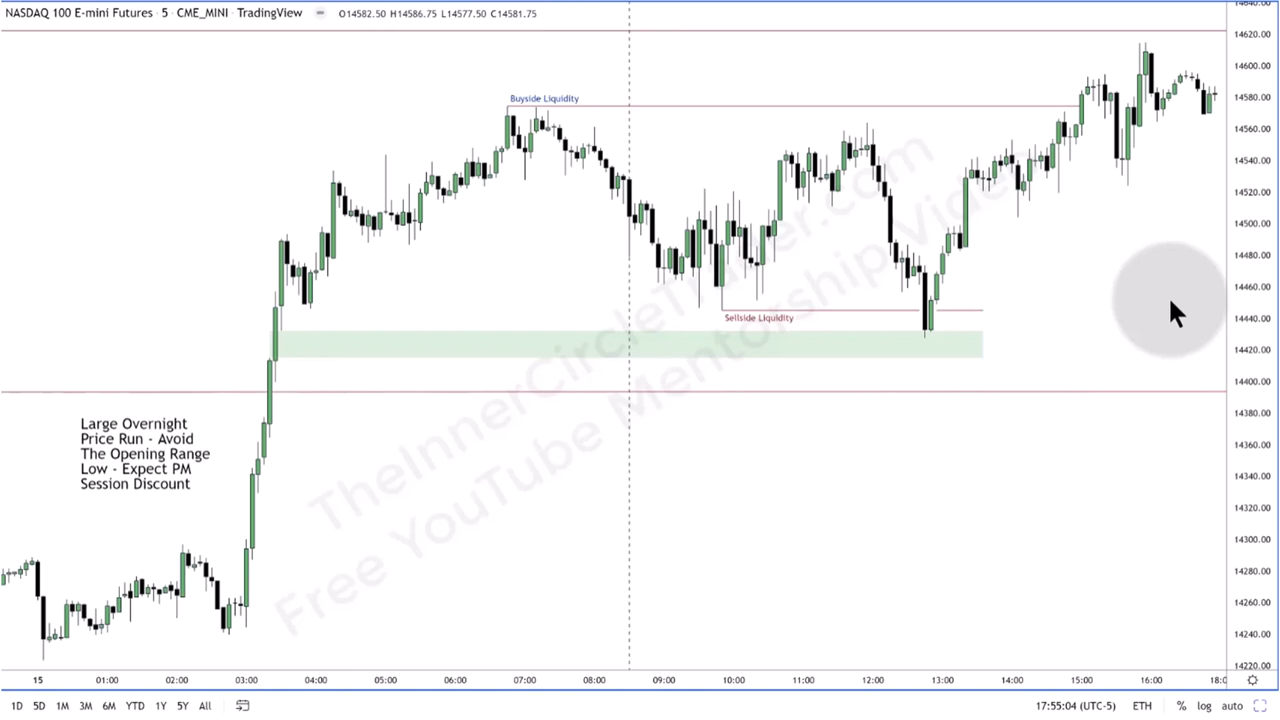 NASDAQ 100 E-mini Futures · 5 · CME_MINI · TradingView
O14582.50 H14586.75 L14577.50 C14581.75
14640.00
14620.00
14600.00
14580.00
14560.00
14540.00
14520.00
14500.00
14480.00
14460.00
14440.00
14420.00
14400.00
14380.00
14360.00
14340.00
14320.00
14300.00
14280.00
14260.00
14240.00
14220.00
Buyside Liquidity
Sellside Liquidity
TheInnerCircleTrader.com
Free YouTube Mentorship Video
Large Overnight
Price Run - Avoid
The Opening Range
Low - Expect PM
Session Discount
15 01:00 02:00 03:00 04:00 05:00 06:00 07:00 08:00 09:00 10:00 11:00 12:00 13:00 14:00 15:00 16:00 18:0
1D 5D 1M 3M 6M YTD 1Y 5Y All 17:55:04 (UTC-5) ETH % log auto